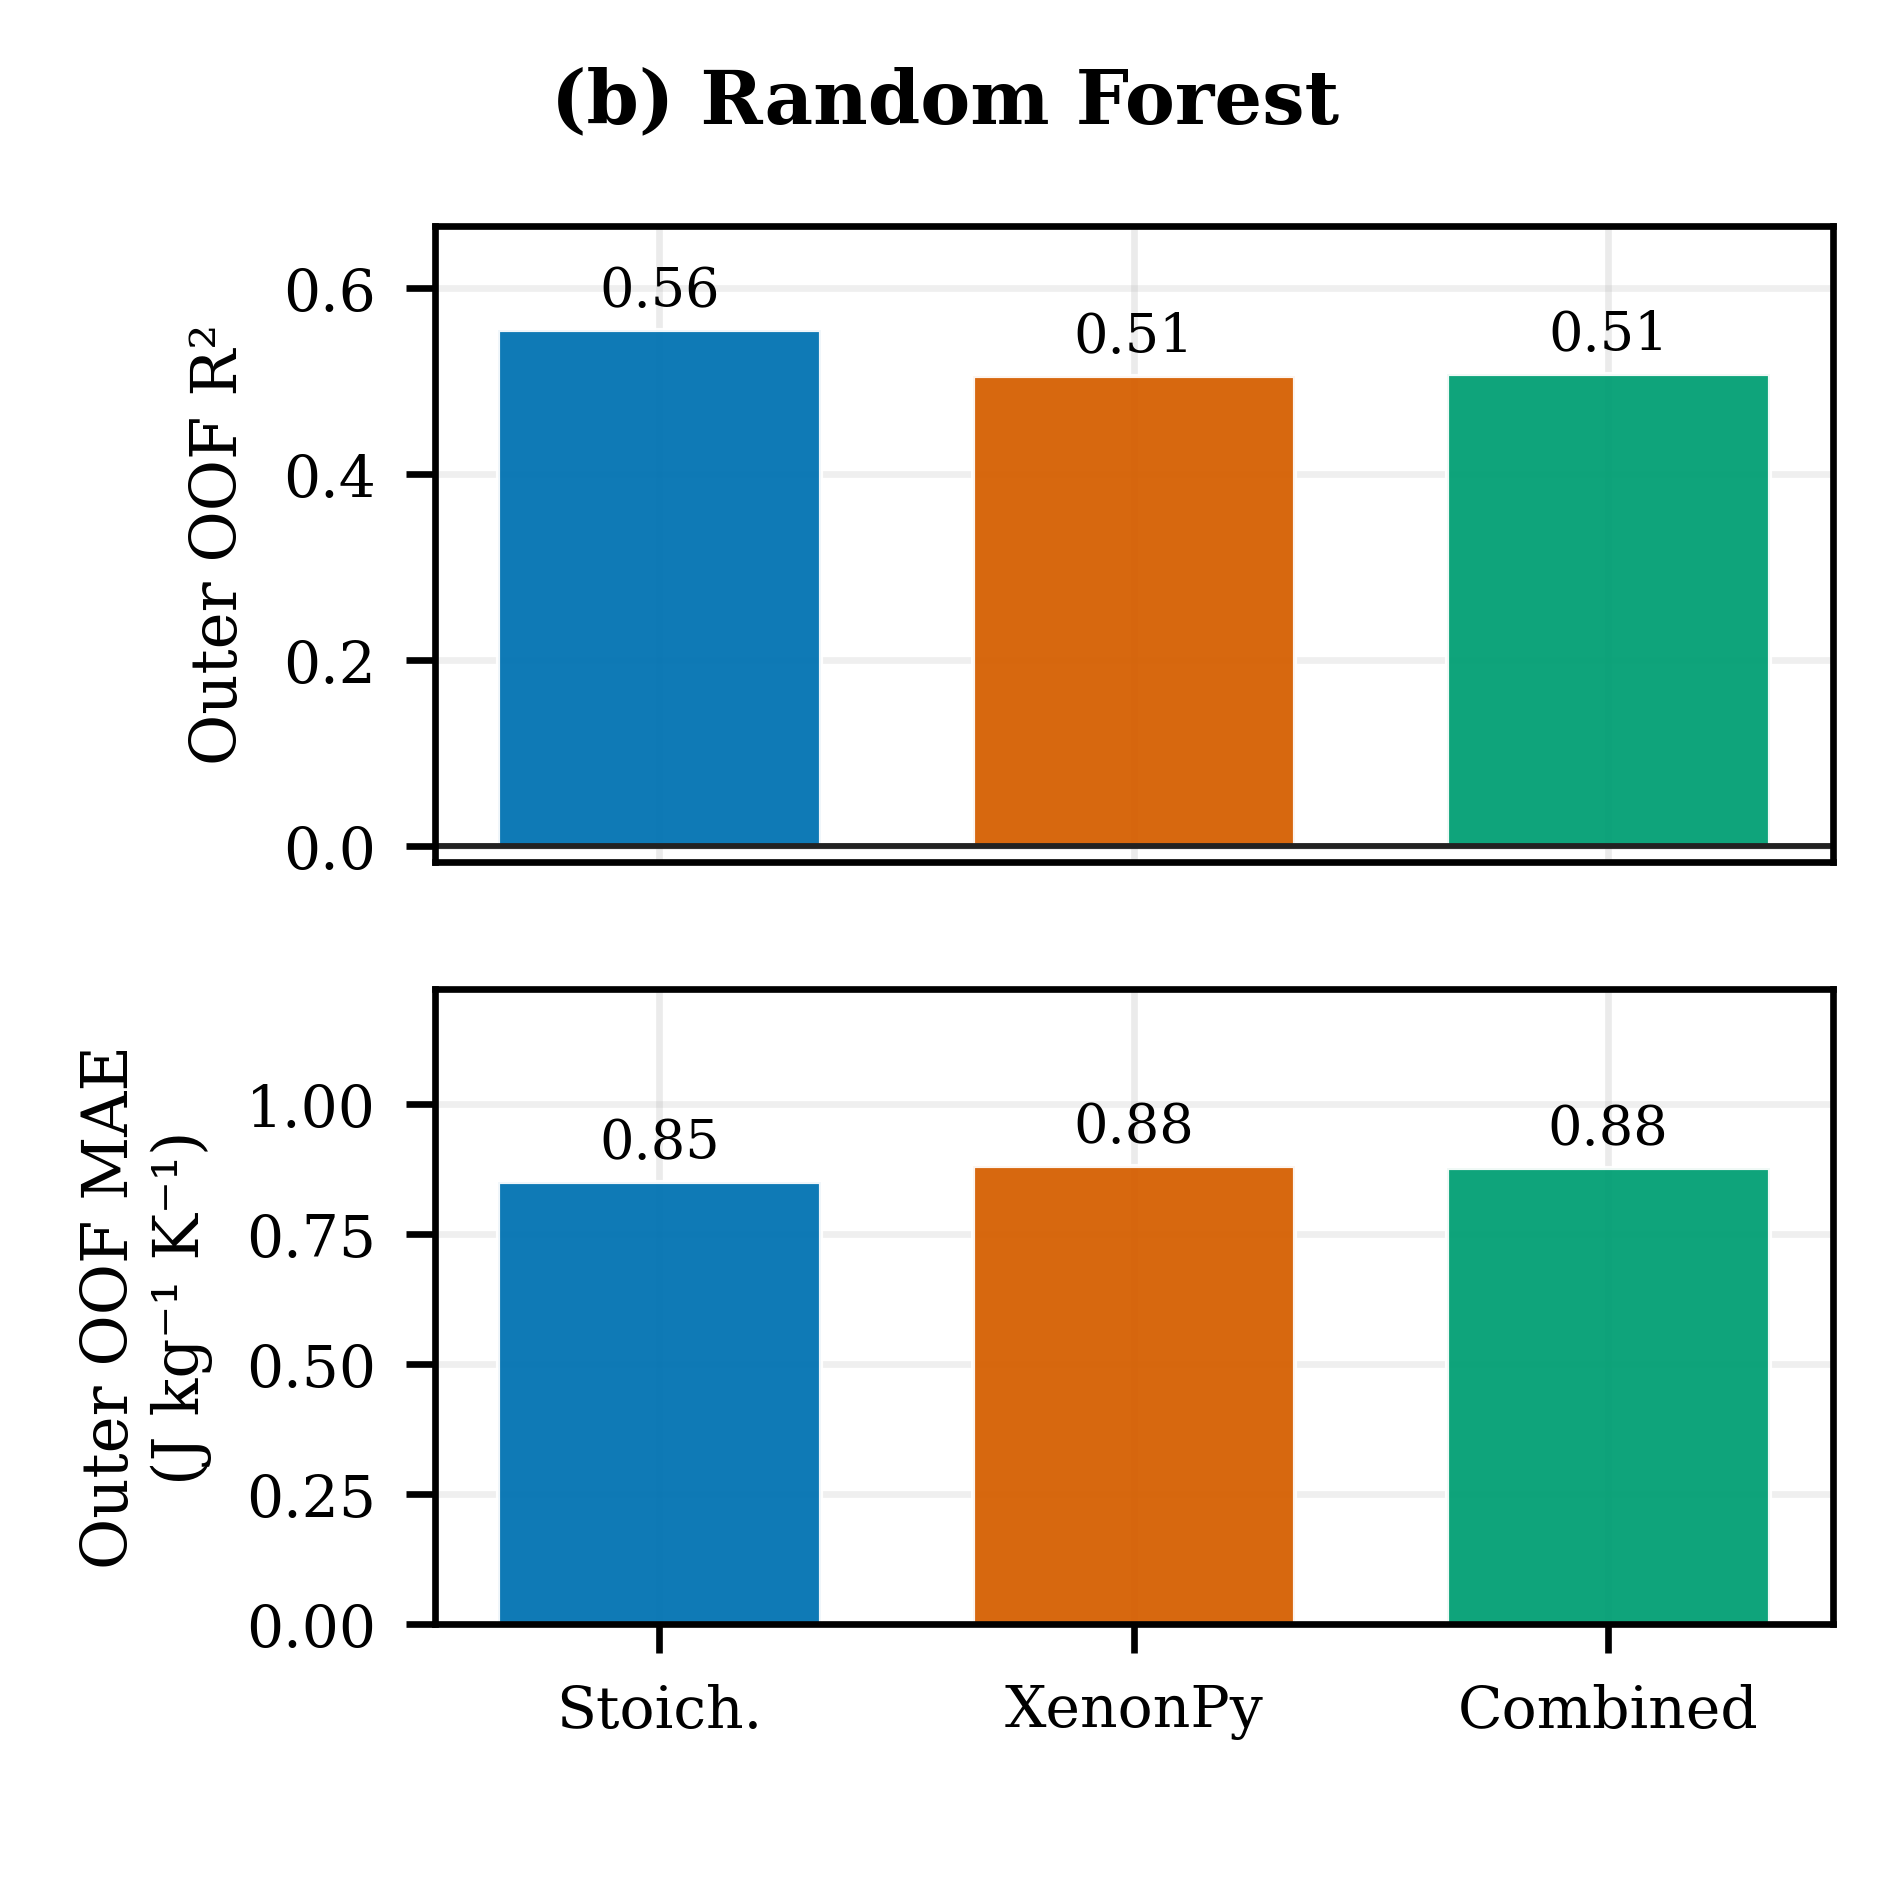 (b) Random Forest
Outer OOF R²
0.6
0.4
0.2
0.0
0.56
0.51
0.51
Outer OOF MAE
(J kg⁻¹ K⁻¹)
1.00
0.75
0.50
0.25
0.00
0.85
0.88
0.88
Stoich.
XenonPy
Combined